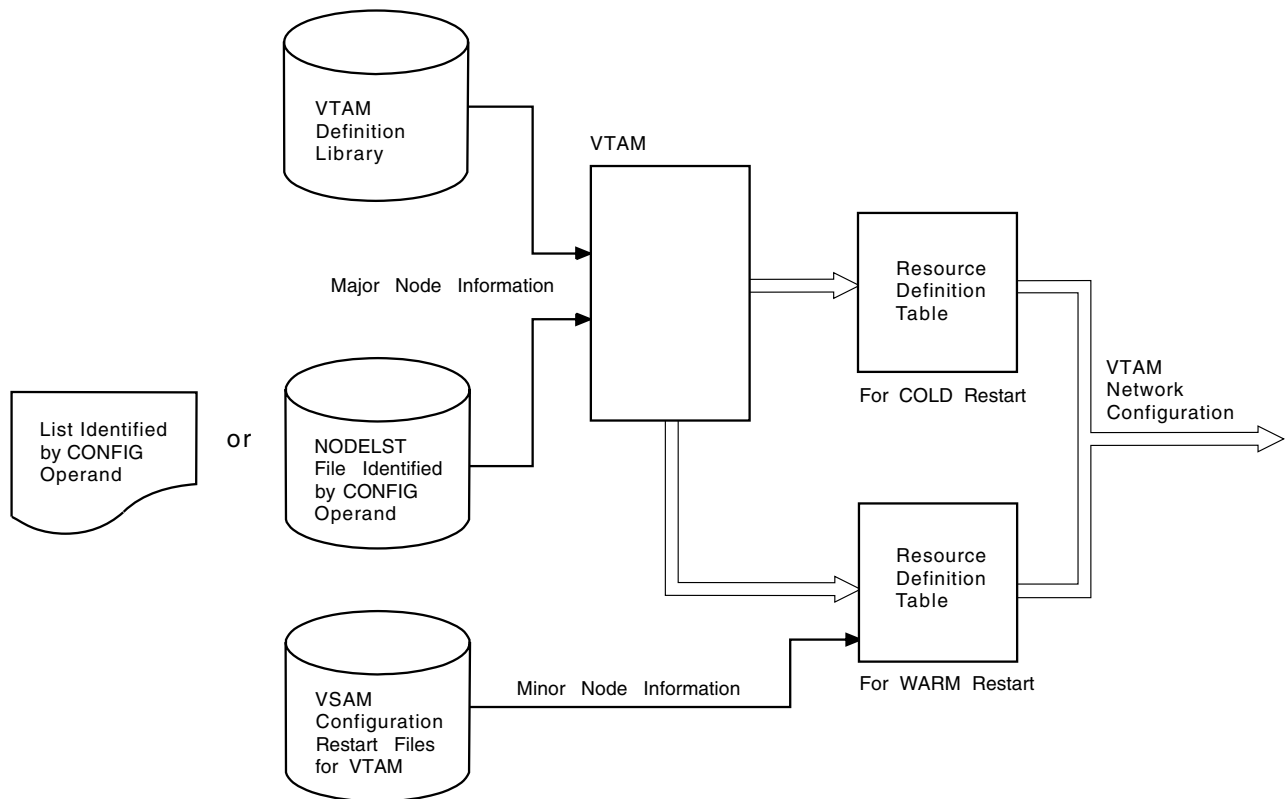 VTAM
Definition
Library
VTAM
Major Node Information
Resource
Definition
Table
For COLD Restart
VTAM
Network
Configuration
List Identified
by CONFIG
Operand
or
NODELST
File Identified
by CONFIG
Operand
Resource
Definition
Table
For WARM Restart
VSAM
Configuration
Restart Files
for VTAM
Minor Node Information